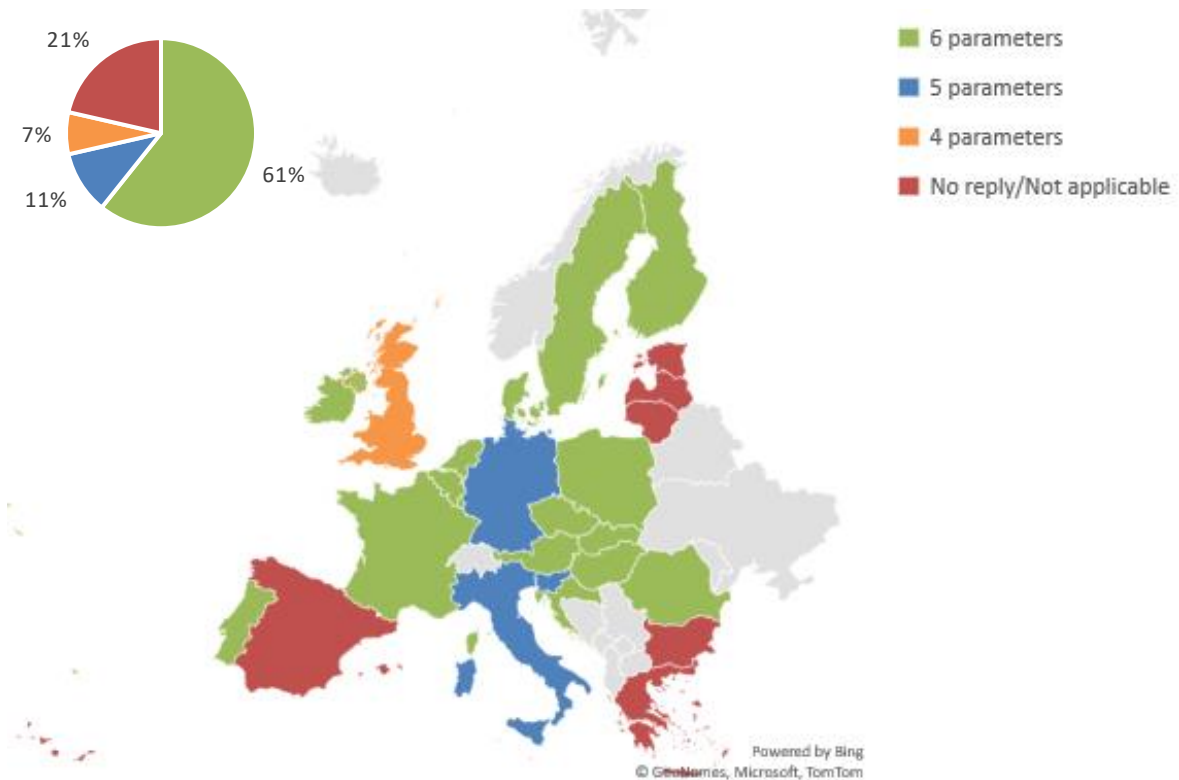 21%
7%
11%
61%
6 parameters
5 parameters
4 parameters
No reply/Not applicable
Powered by Bing
© GeoNames, Microsoft, TomTom